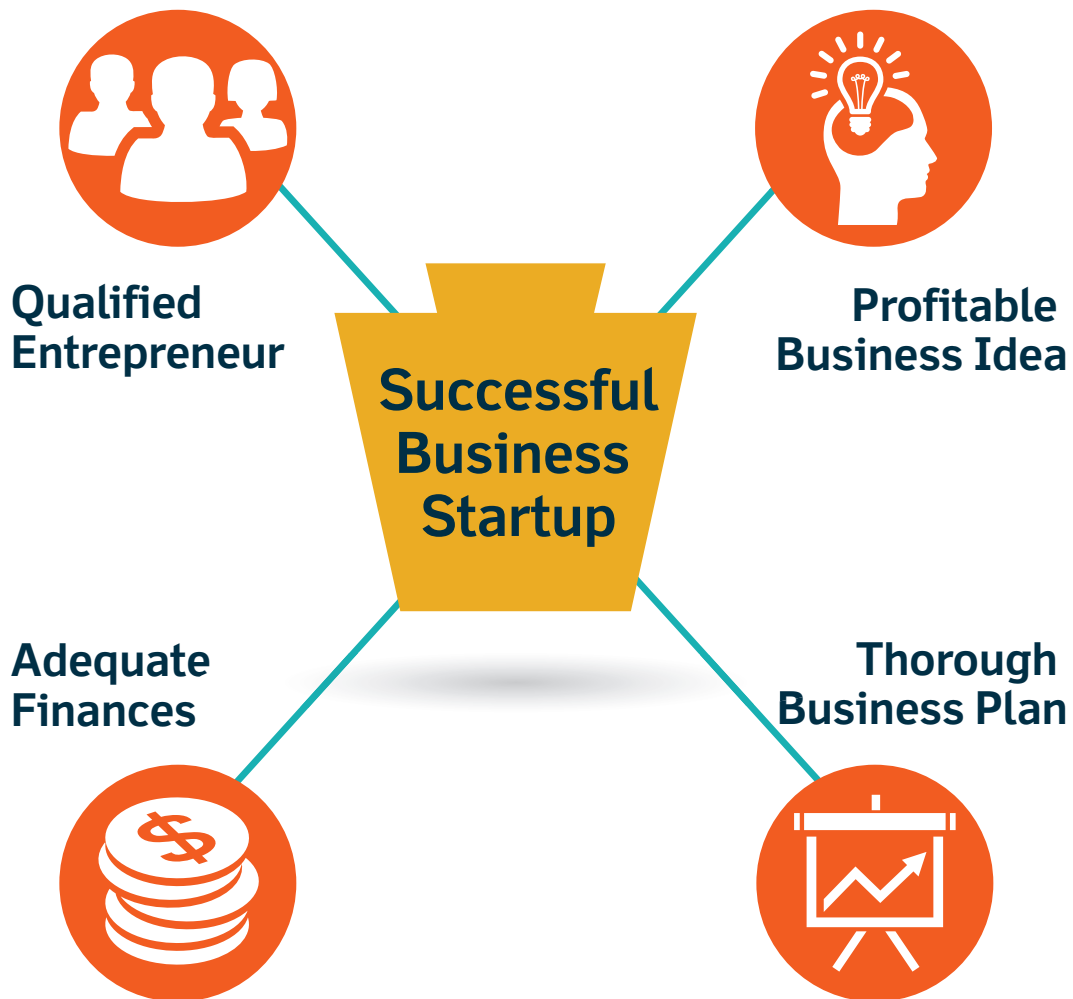 Qualified
Entrepreneur
Profitable
Business Idea
Successful
Business
Startup
Adequate
Finances
$
Thorough
Business Plan